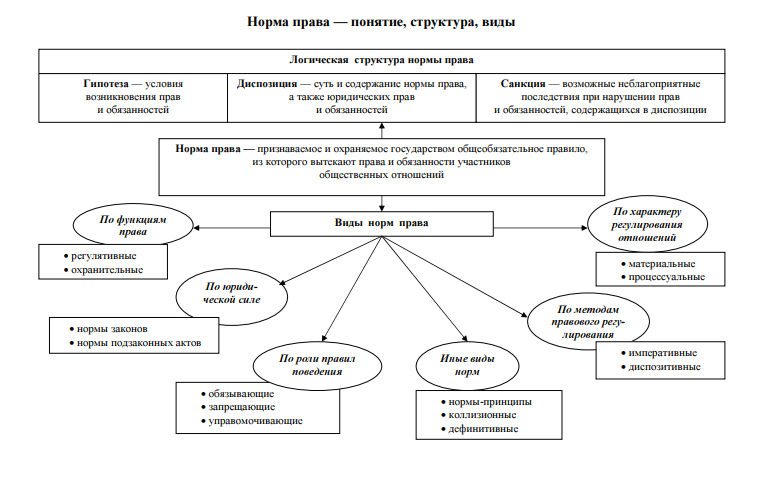 Норма права — понятие, структура, виды
Логическая структура нормы права
Гипотеза — условия
возникновения прав
и обязанностей
Диспозиция — суть и содержание нормы права,
а также юридических прав
и обязанностей
Санкция — возможные неблагоприятные
последствия при нарушении прав
и обязанностей, содержащихся в диспозиции
Норма права — признаваемое и охраняемое государством общеобязательное правило,
из которого вытекают права и обязанности участников
общественных отношений
Виды норм права
По функциям
права
• регулятивные
• охранительные
По характеру
регулирования
отношений
• материальные
• процессуальные
По юриди-
ческой силе
• нормы законов
• нормы подзаконных актов
По методам
правового регу-
лирования
• императивные
• диспозитивные
По роли правил
поведения
• обязывающие
• запрещающие
• управомочивающие
Иные виды
норм
• нормы-принципы
• коллизионные
• дефинитивные